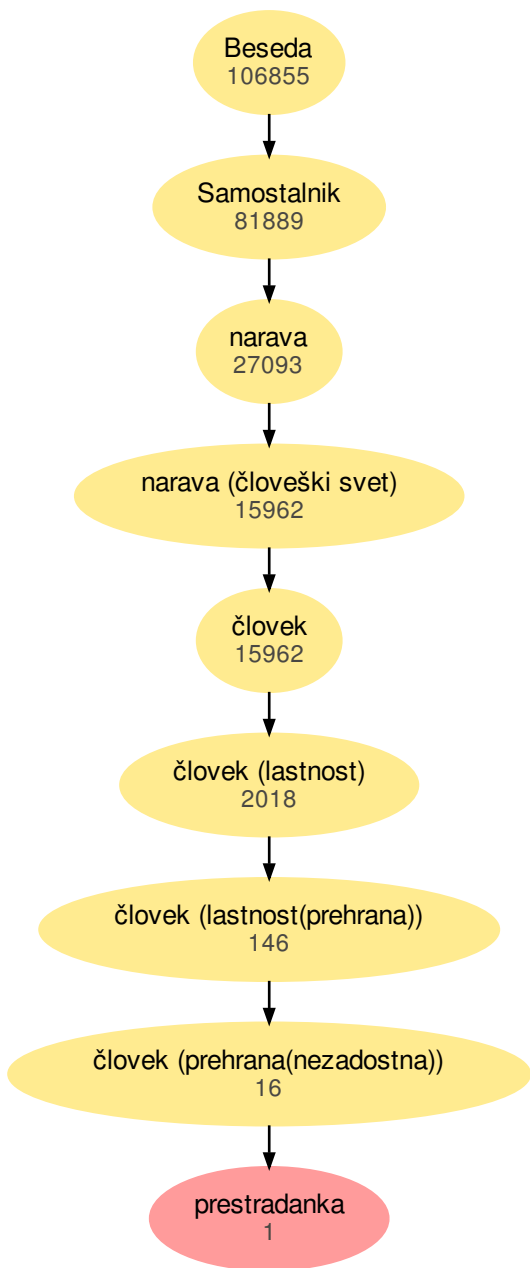 Beseda
106855
Samostalnik
81889
narava
27093
narava (človeški svet)
15962
človek
15962
človek (lastnost)
2018
človek (lastnost(prehrana))
146
človek (prehrana(nezadostna))
16
prestradanka
1